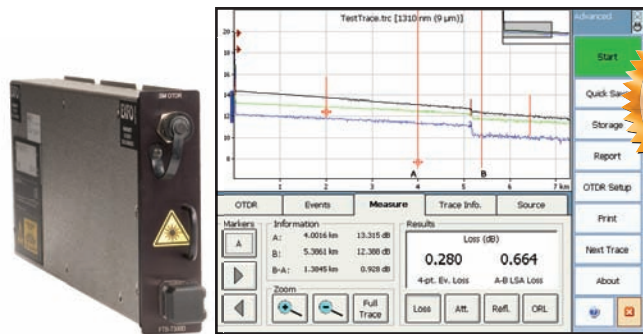 EXFO
SM OTDR
TestTrace.trc [1310 nm (9 µm)]
Advanced
20
18
16
14
12
10
8
A
B
1
2
3
4
5
6
7 km
Start
Quick Save
Storage
Report
OTDR Setup
Print
Next Trace
About
OTDR
Events
Measure
Trace Info.
Source
Markers
A
Information
A: 4.0016 km 13.315 dB
B: 5.3861 km 12.388 dB
B-A: 1.3845 km 0.928 dB
Zoom
Full
Trace
Results
Loss (dB)
0.280 0.664
4-pt. Ev. Loss A-B LSA Loss
Loss
Att.
Refl.
ORL